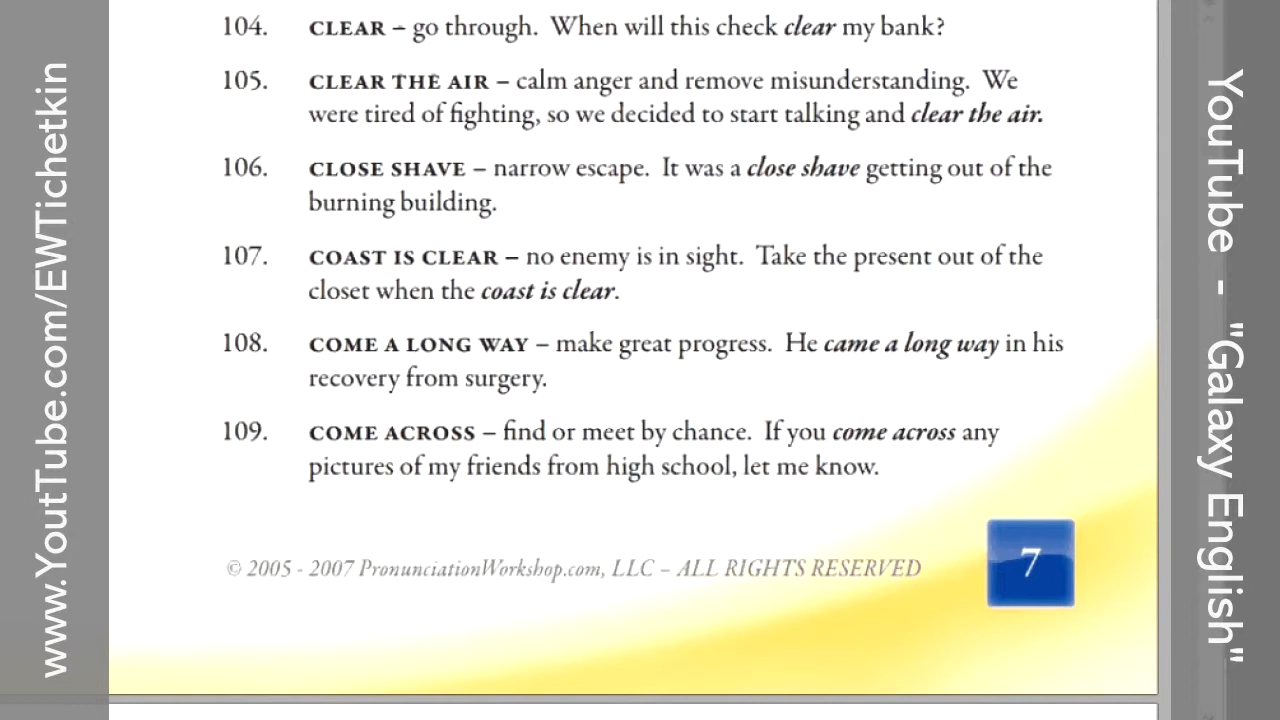 104. CLEAR – go through. When will this check clear my bank?
105. CLEAR THE AIR – calm anger and remove misunderstanding. We
were tired of fighting, so we decided to start talking and clear the air.
106. CLOSE SHAVE – narrow escape. It was a close shave getting out of the
burning building.
107. COAST IS CLEAR – no enemy is in sight. Take the present out of the
closet when the coast is clear.
108. COME A LONG WAY – make great progress. He came a long way in his
recovery from surgery.
109. COME ACROSS – find or meet by chance. If you come across any
pictures of my friends from high school, let me know.
© 2005 - 2007 PronunciationWorkshop.com, LLC – ALL RIGHTS RESERVED
7
www.YoutTube.com/EWTichetkin
YouTube - "Galaxy English"